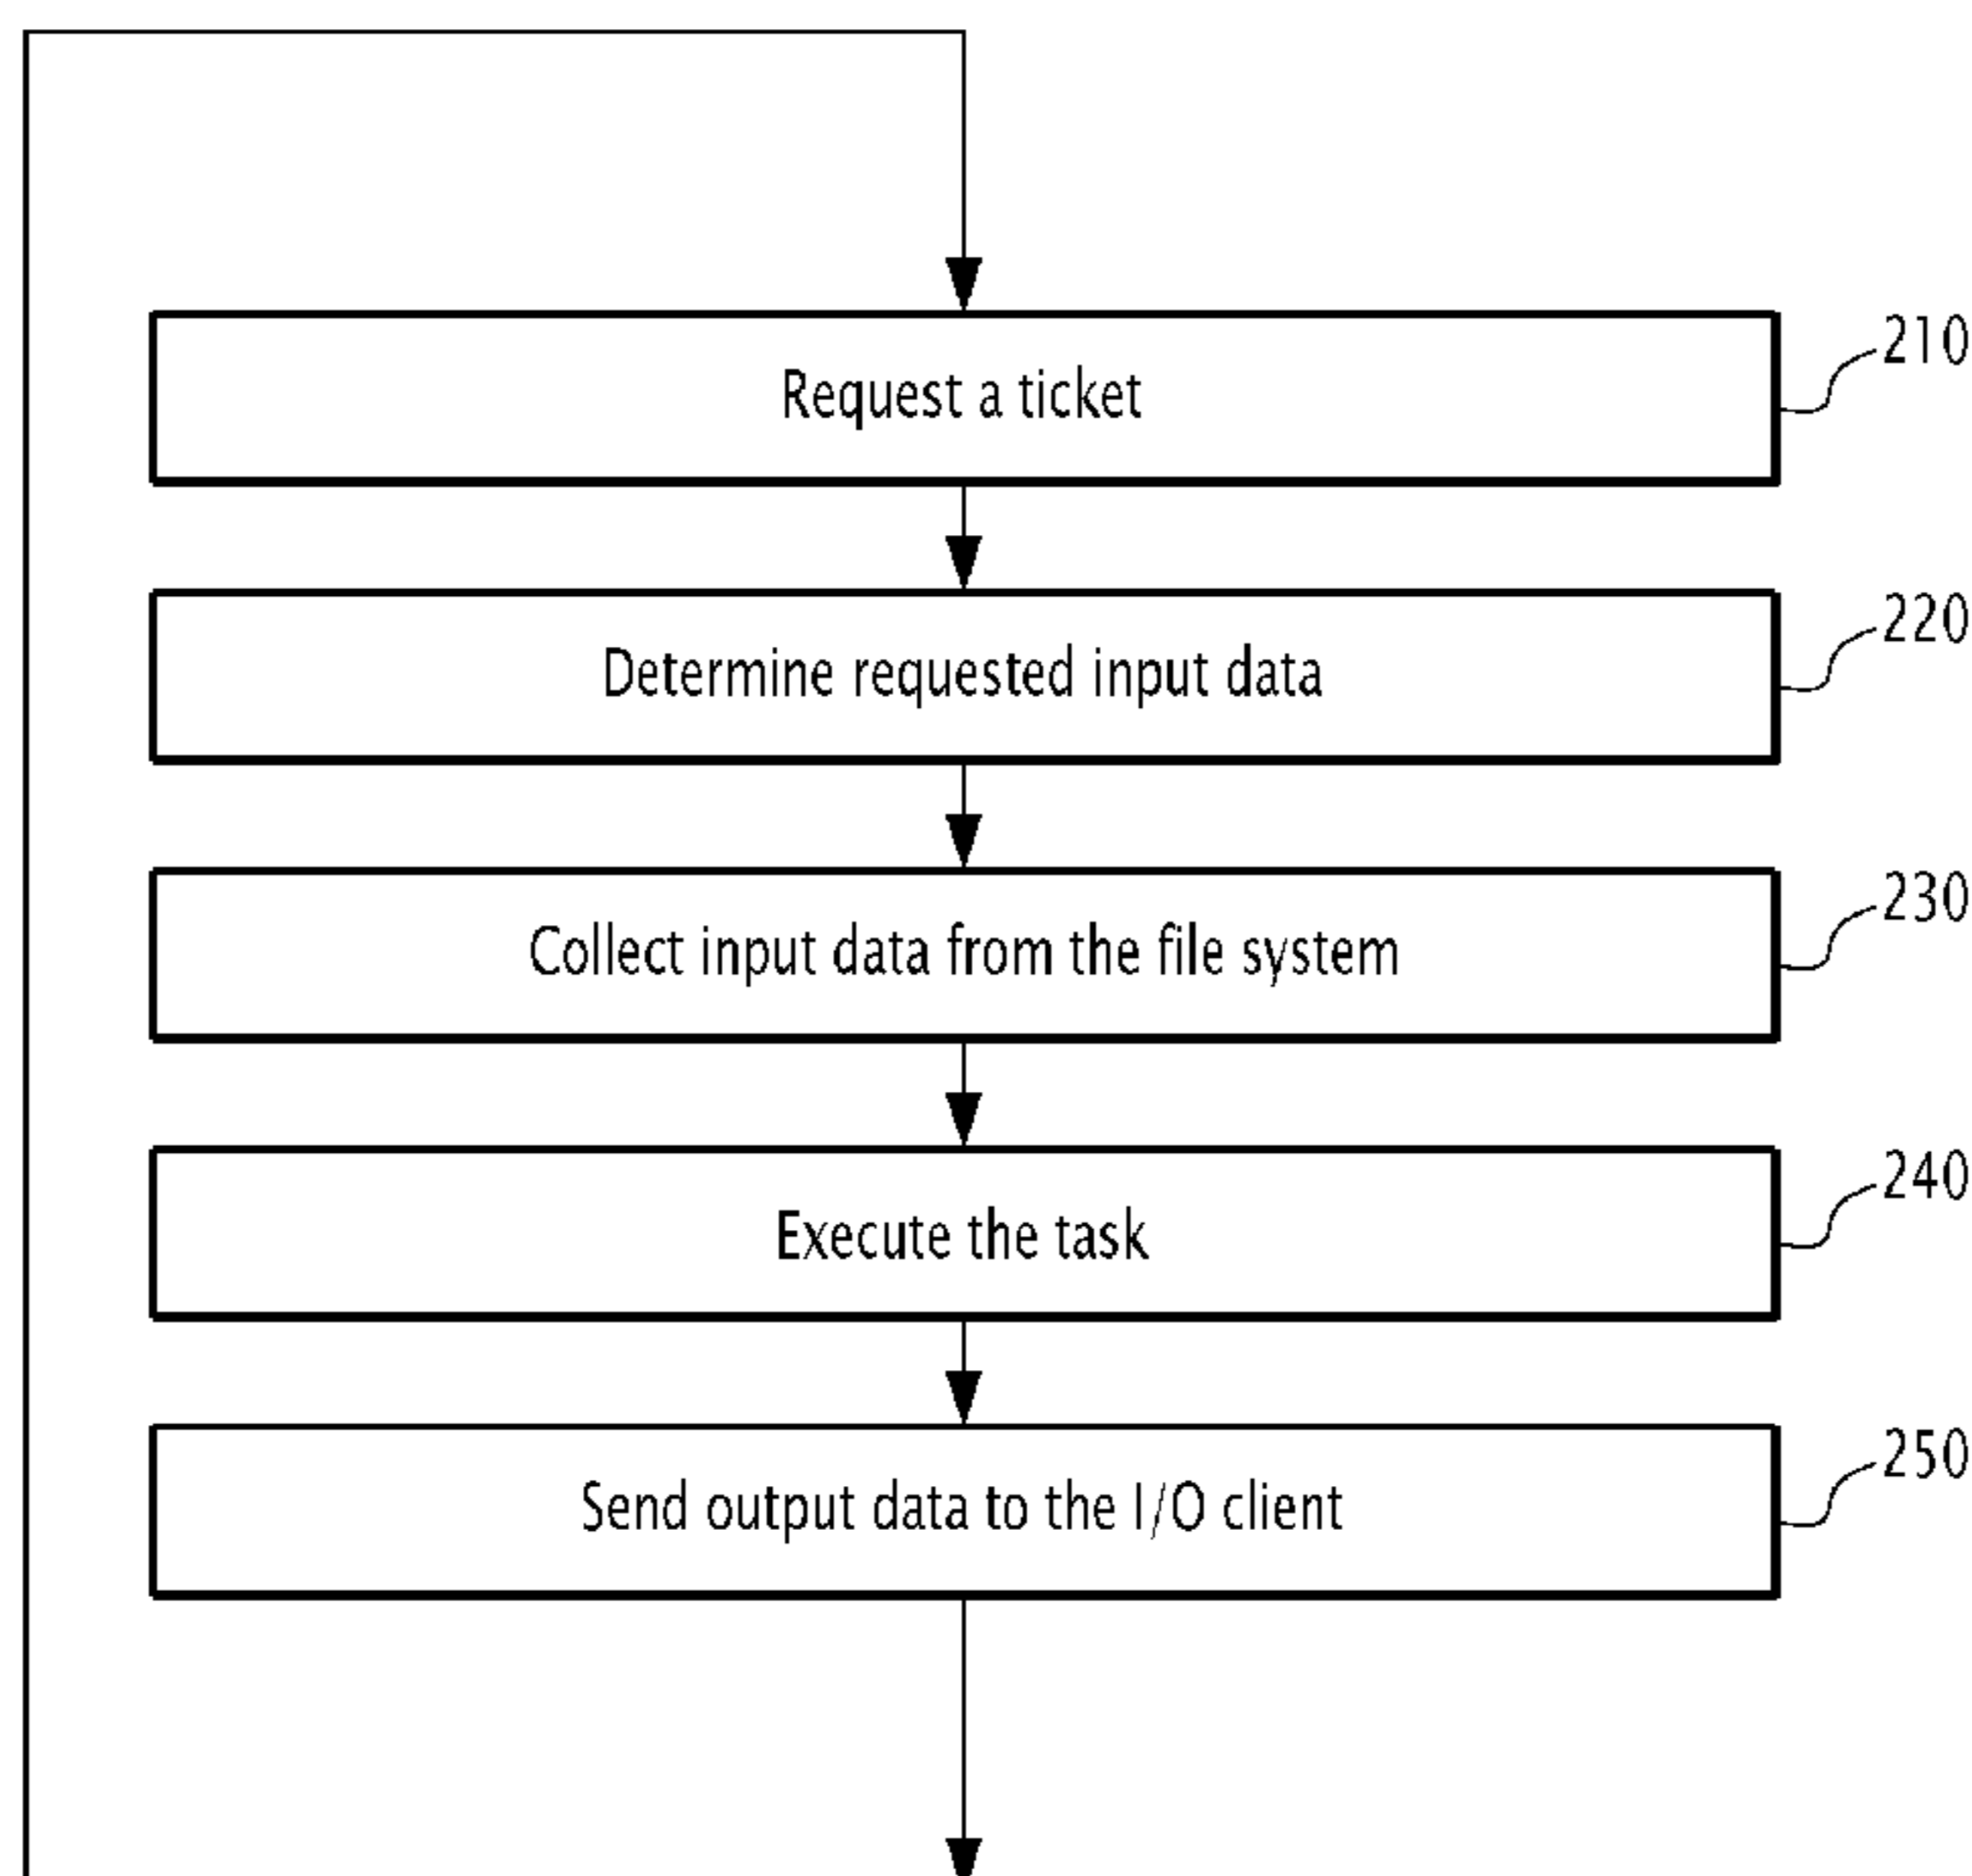 210
Request a ticket
220
Determine requested input data
230
Collect input data from the file system
240
Execute the task
250
Send output data to the I/O client